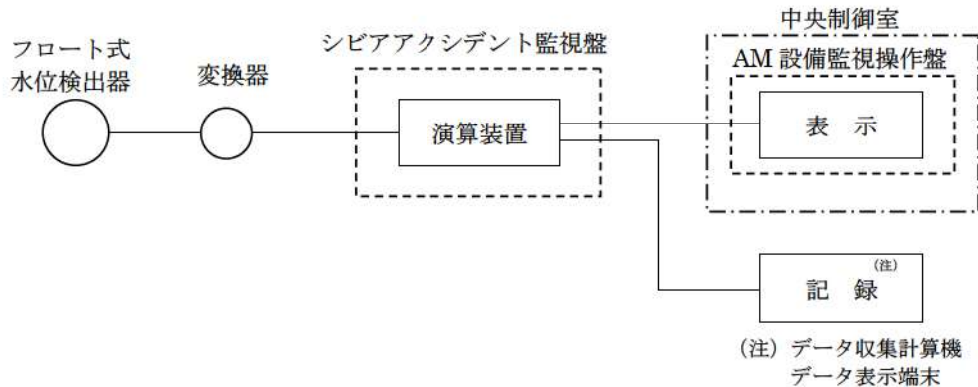 フロート式
水位検出器
変換器
シビアアクシデント監視盤
演算装置
中央制御室
AM 設備監視操作盤
表 示
記 録 (注)
(注) データ収集計算機
データ表示端末